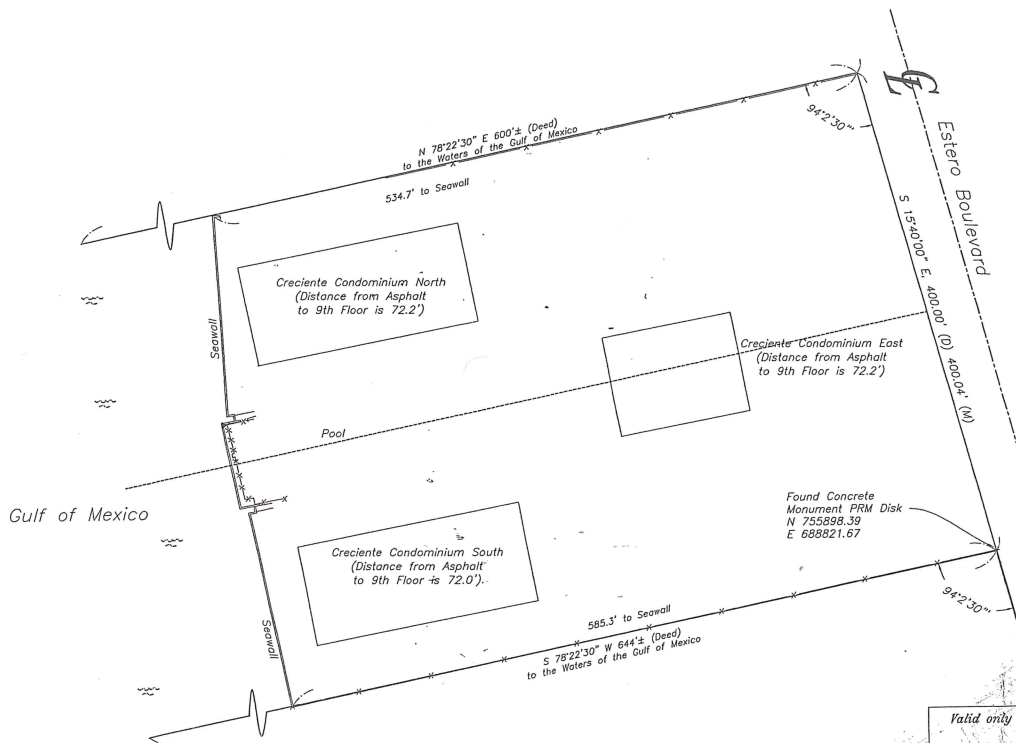 N 78°22'30" E 600'± (Deed)
to the Waters of the Gulf of Mexico
534.7' to Seawall
94°2'30"'
Estero Boulevard
S 15°40'00" E, 400.00' (D) 400.04' (M)
Creciente Condominium North
(Distance from Asphalt
to 9th Floor is 72.2')
Seawall
Creciente Condominium East
(Distance from Asphalt
to 9th Floor is 72.2')
Pool
Gulf of Mexico
Found Concrete
Monument PRM Disk
N 755898.39
E 688821.67
Creciente Condominium South
(Distance from Asphalt
to 9th Floor is 72.0').
94°2'30"'
Seawall
585.3' to Seawall
S 78°22'30" W 644'± (Deed)
to the Waters of the Gulf of Mexico
Valid only